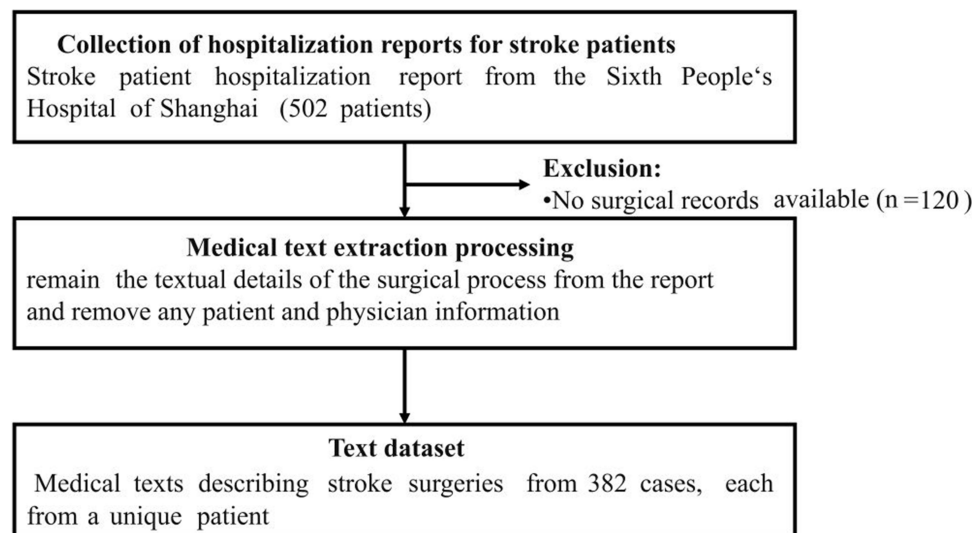 Collection of hospitalization reports for stroke patients
Stroke patient hospitalization report from the Sixth People‘s
Hospital of Shanghai (502 patients)
Exclusion:
•No surgical records available (n =120 )
Medical text extraction processing
remain the textual details of the surgical process from the report
and remove any patient and physician information
Text dataset
Medical texts describing stroke surgeries from 382 cases, each
from a unique patient